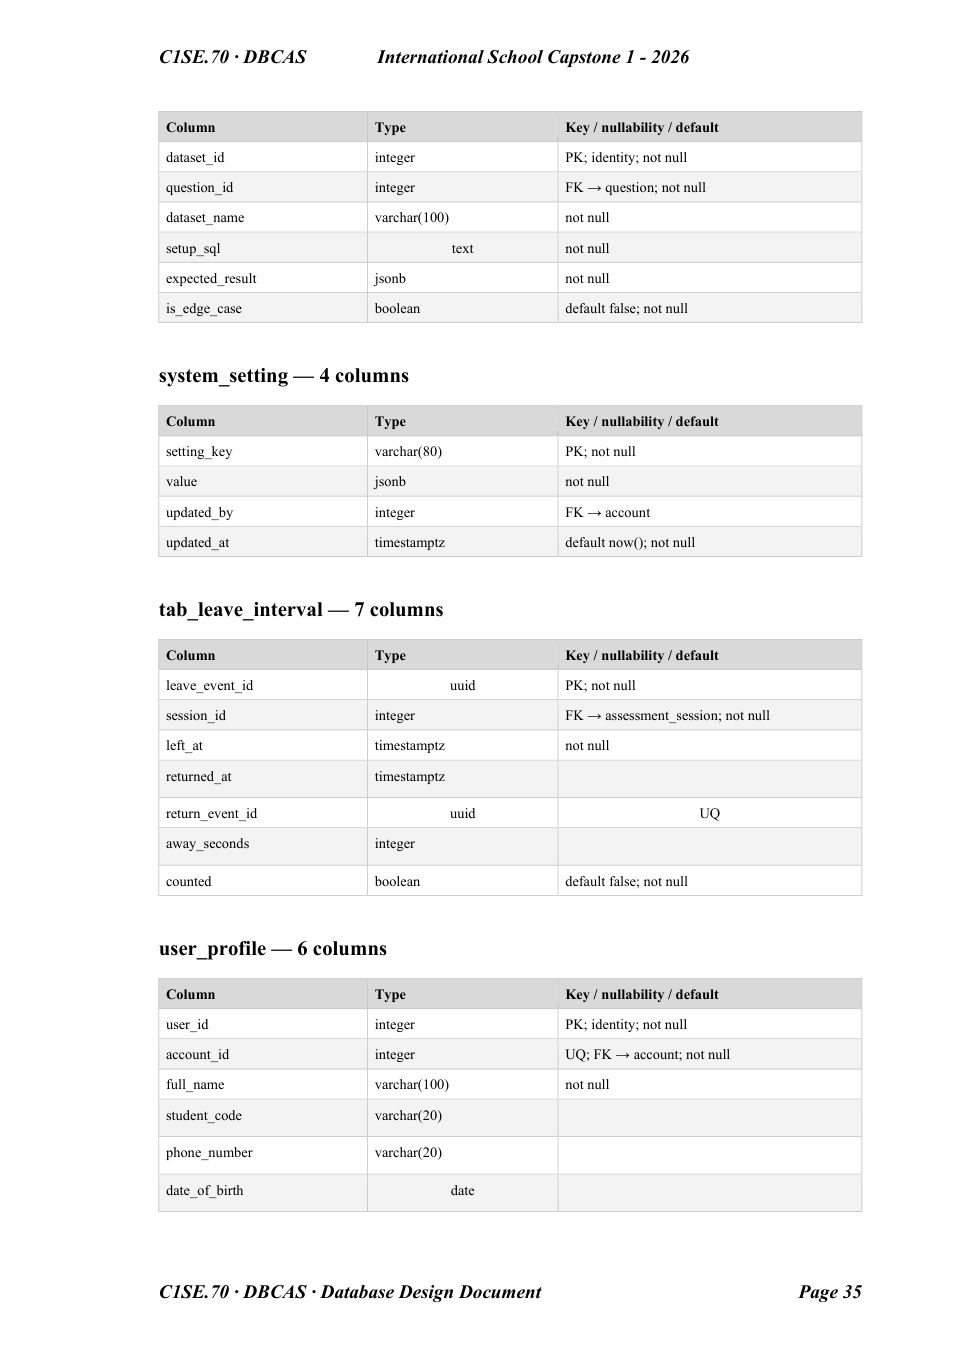 C1SE.70 · DBCAS International School Capstone 1 - 2026
Column Type Key / nullability / default
dataset_id integer PK; identity; not null
question_id integer FK → question; not null
dataset_name varchar(100) not null
setup_sql text not null
expected_result jsonb not null
is_edge_case boolean default false; not null
system_setting — 4 columns
Column Type Key / nullability / default
setting_key varchar(80) PK; not null
value jsonb not null
updated_by integer FK → account
updated_at timestamptz default now(); not null
tab_leave_interval — 7 columns
Column Type Key / nullability / default
leave_event_id uuid PK; not null
session_id integer FK → assessment_session; not null
left_at timestamptz not null
returned_at timestamptz
return_event_id uuid UQ
away_seconds integer
counted boolean default false; not null
user_profile — 6 columns
Column Type Key / nullability / default
user_id integer PK; identity; not null
account_id integer UQ; FK → account; not null
full_name varchar(100) not null
student_code varchar(20)
phone_number varchar(20)
date_of_birth date
C1SE.70 · DBCAS · Database Design Document Page 35